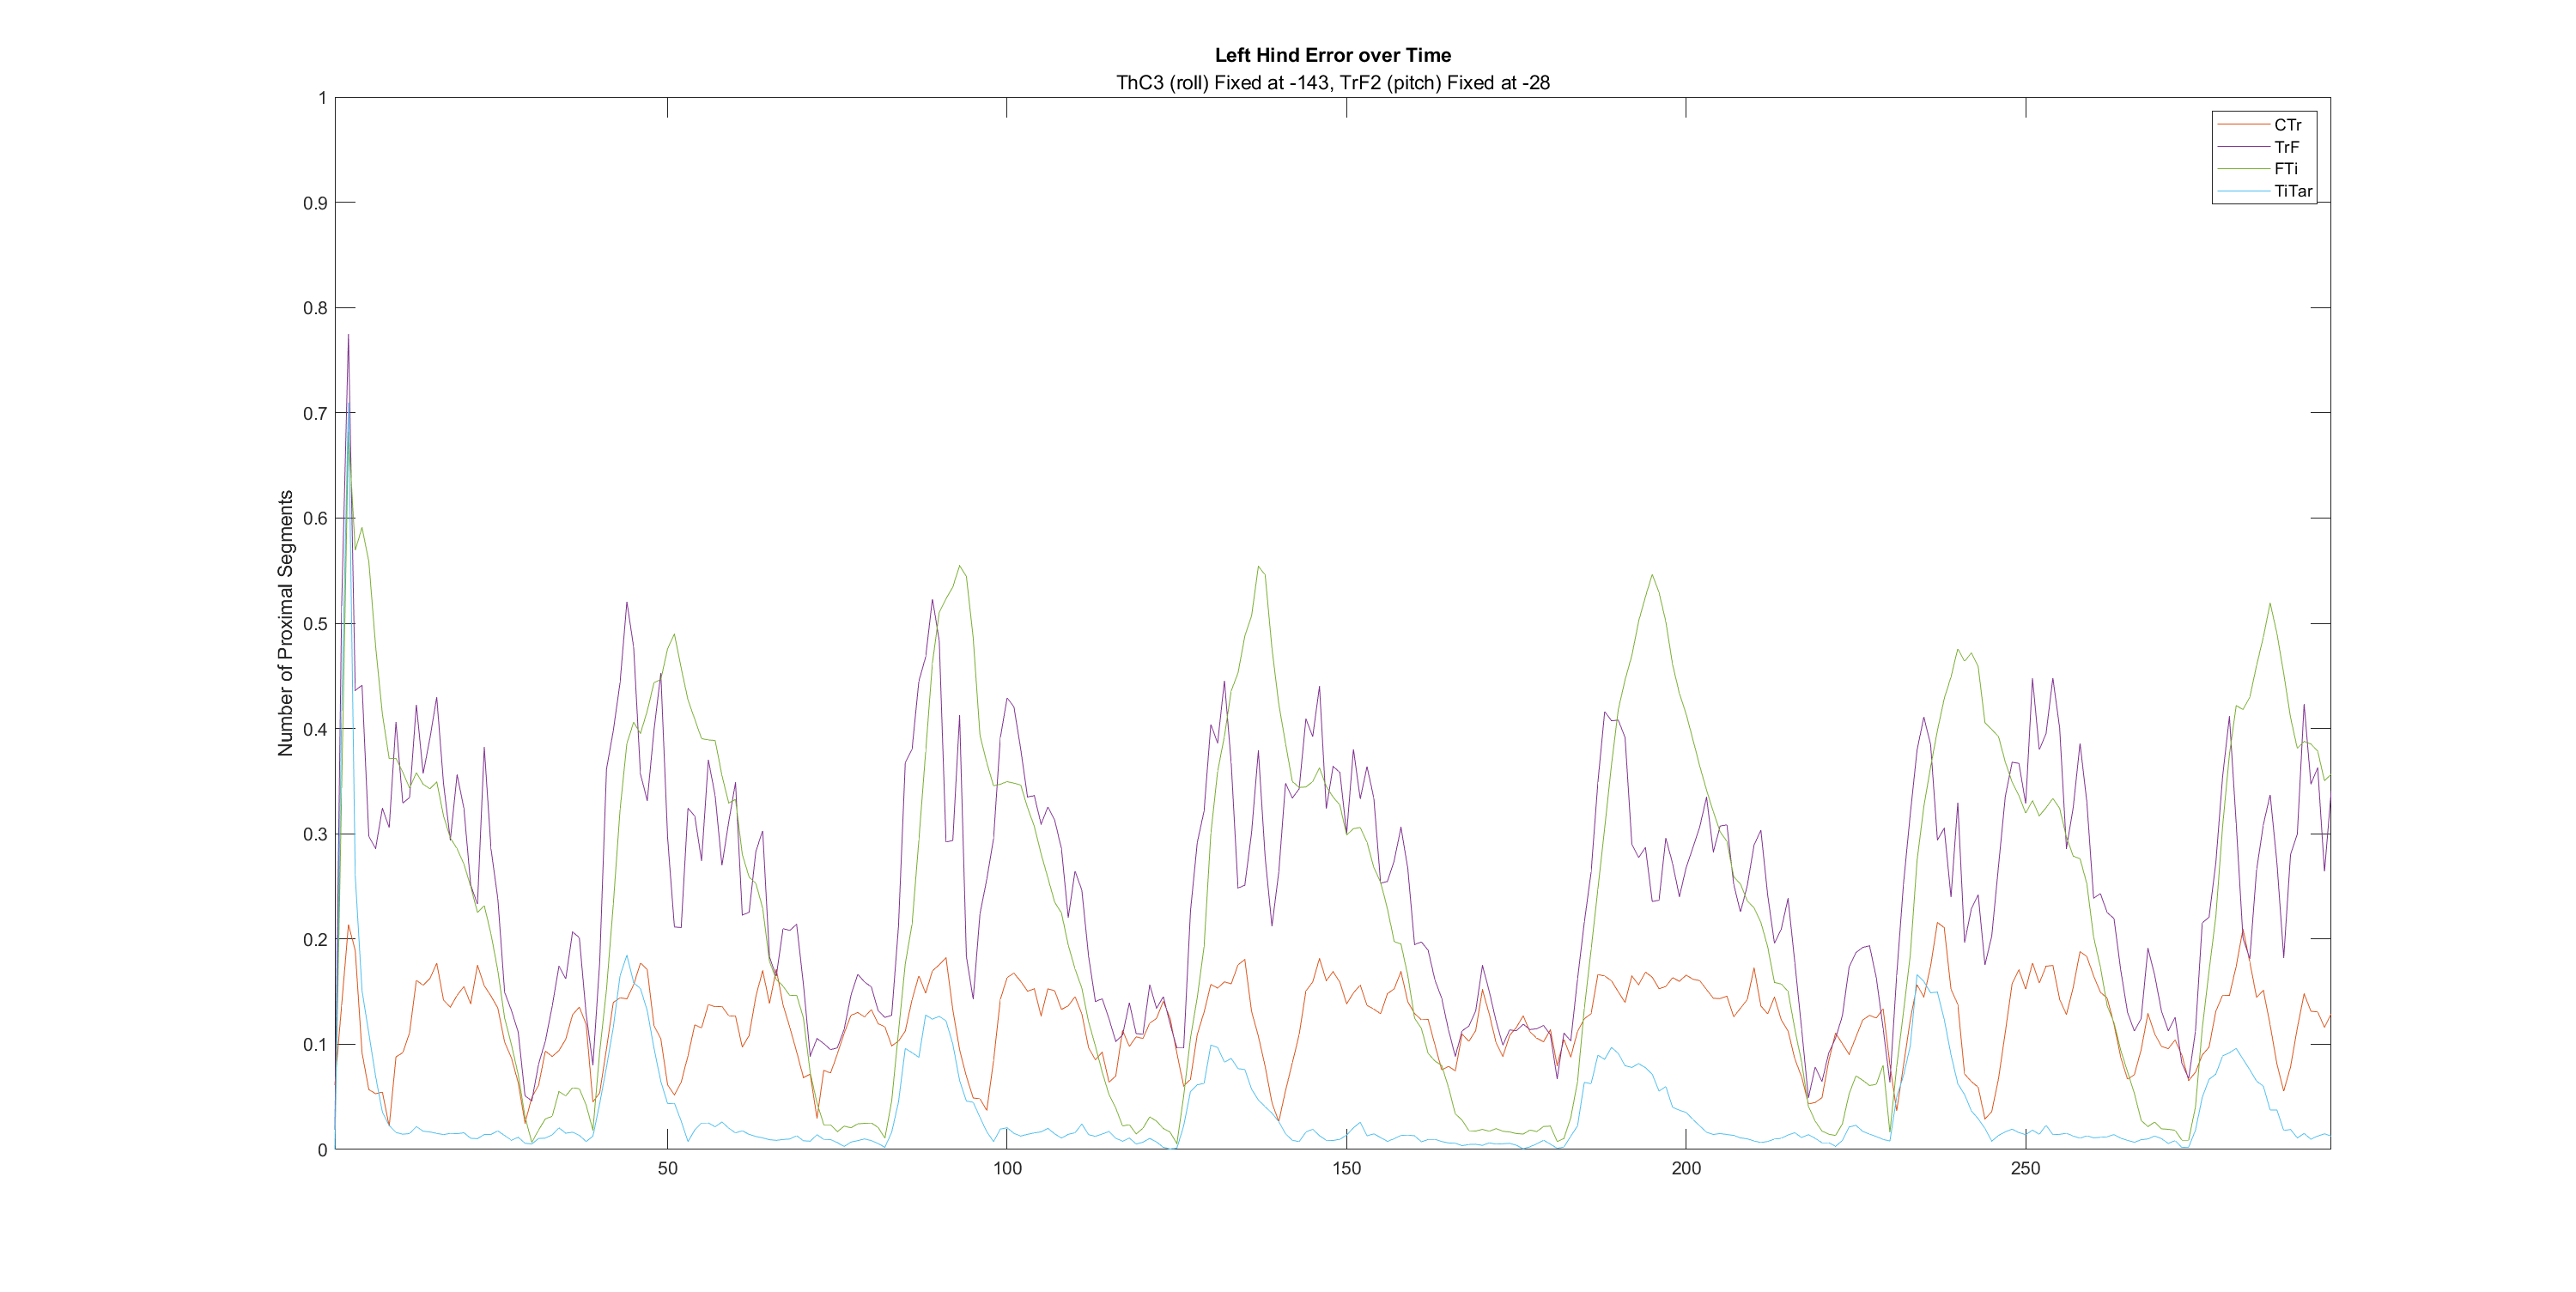 Left Hind Error over Time
ThC3 (roll) Fixed at -143, TrF2 (pitch) Fixed at -28
Number of Proximal Segments
1
0.9
0.8
0.7
0.6
0.5
0.4
0.3
0.2
0.1
0
50
100
150
200
250
CTr
TrF
FTi
TiTar